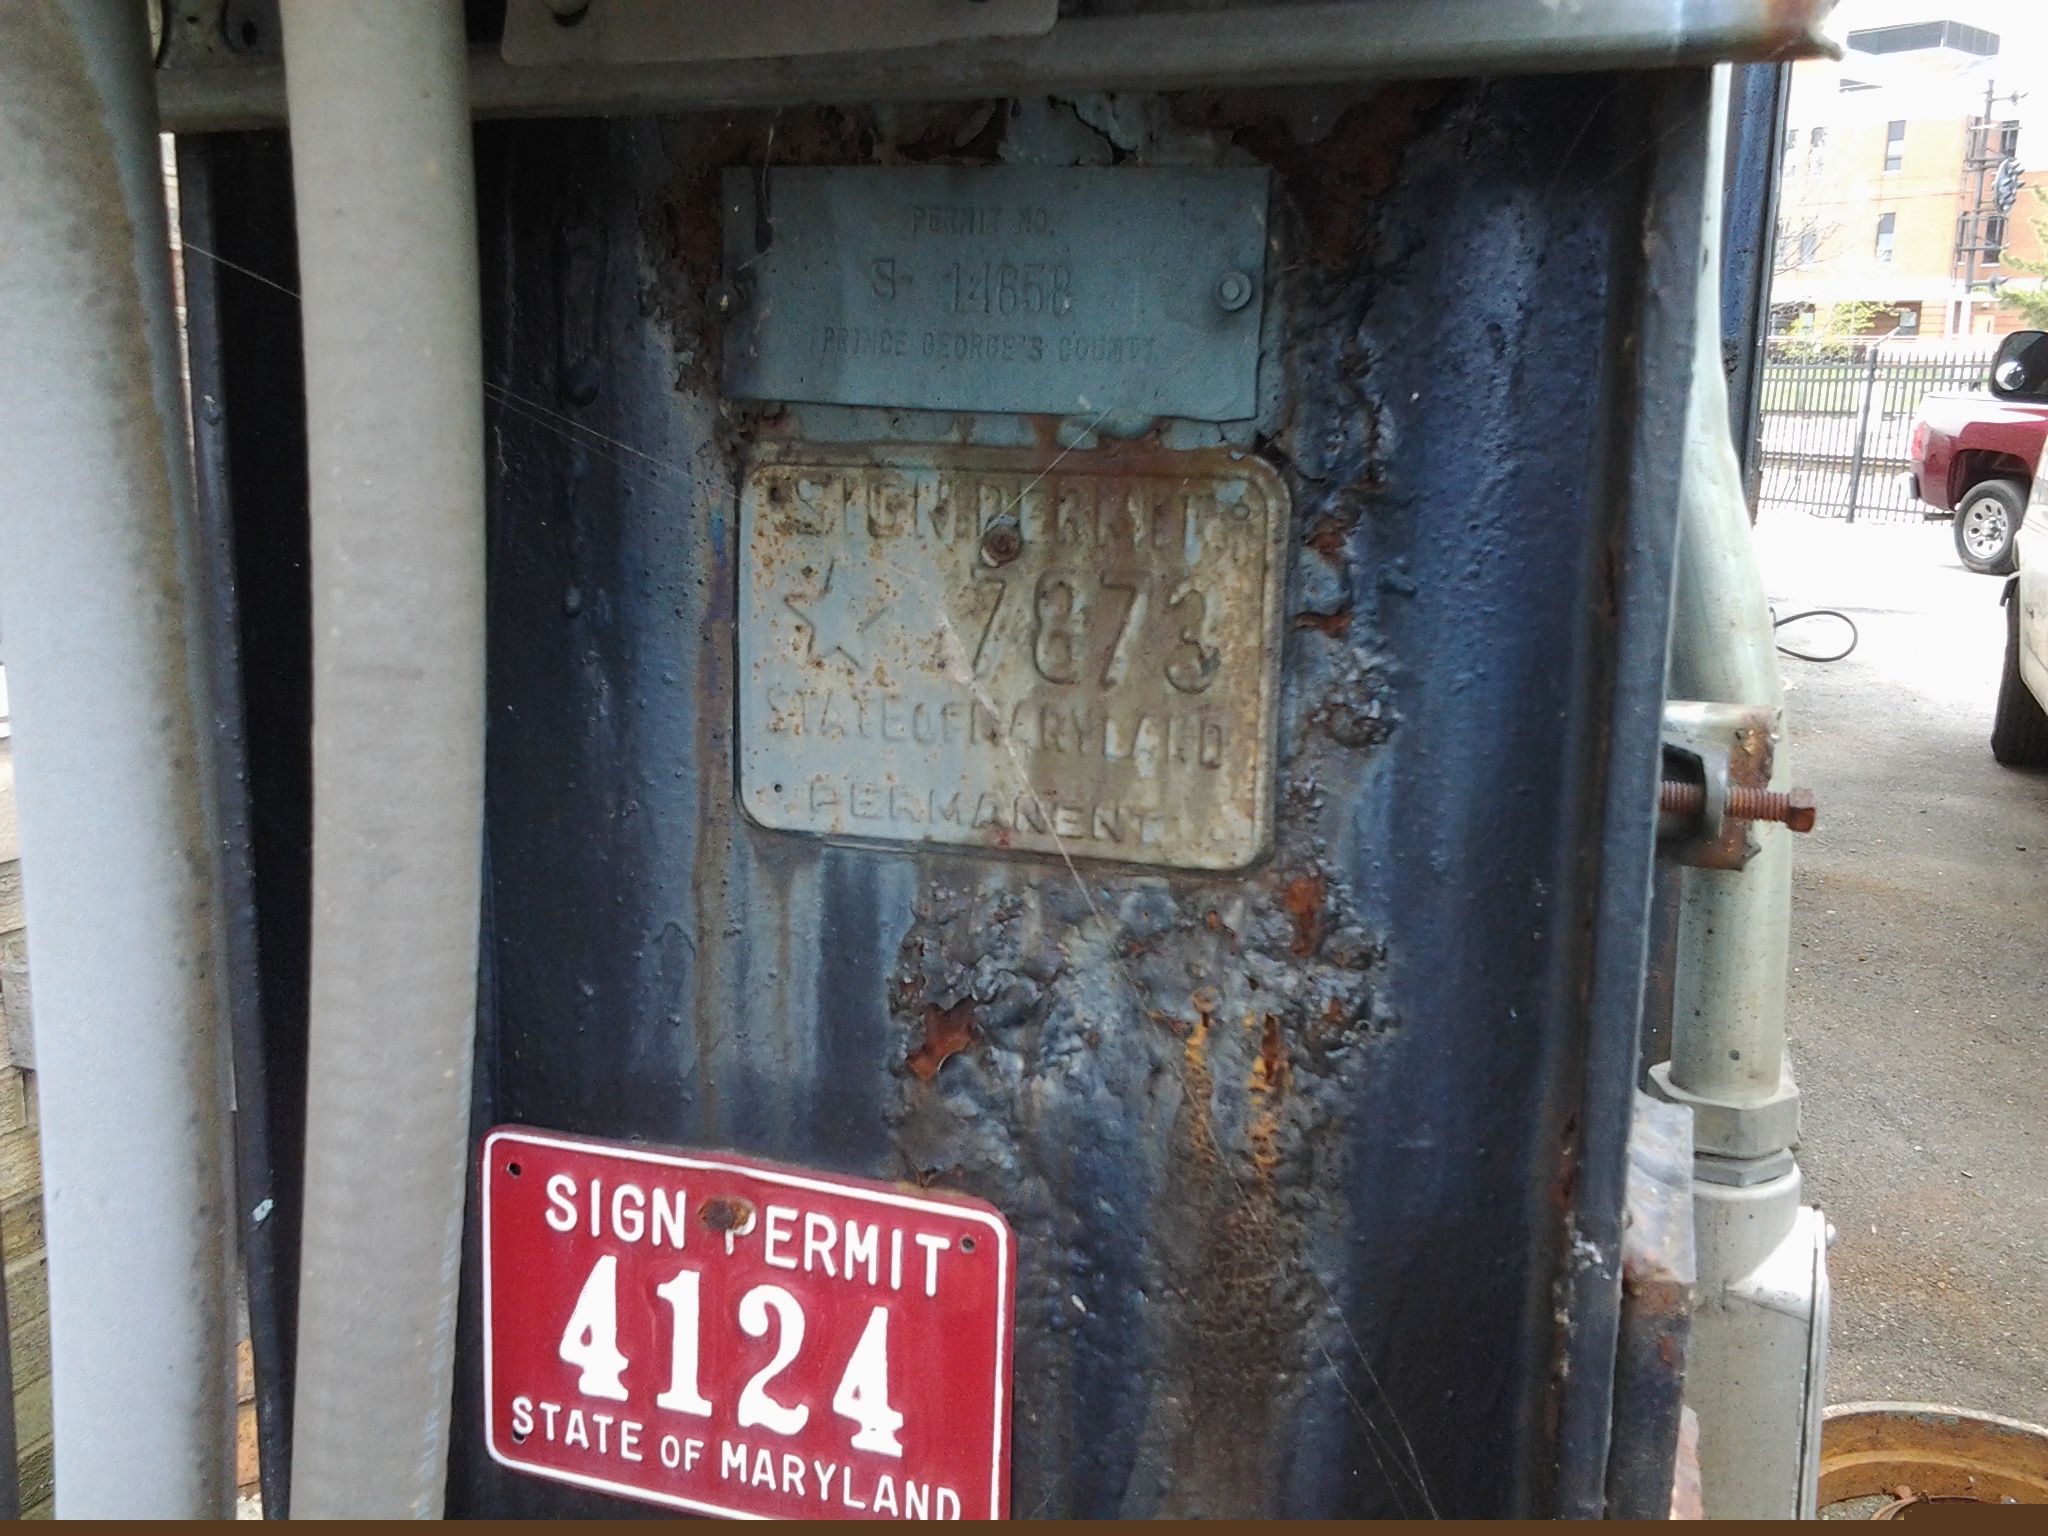 PERMIT NO.
S- 14658
PRINCE GEORGE'S COUNTY
SIGN PERMIT
7873
STATE OF MARYLAND
PERMANENT
SIGN PERMIT
4124
STATE OF MARYLAND